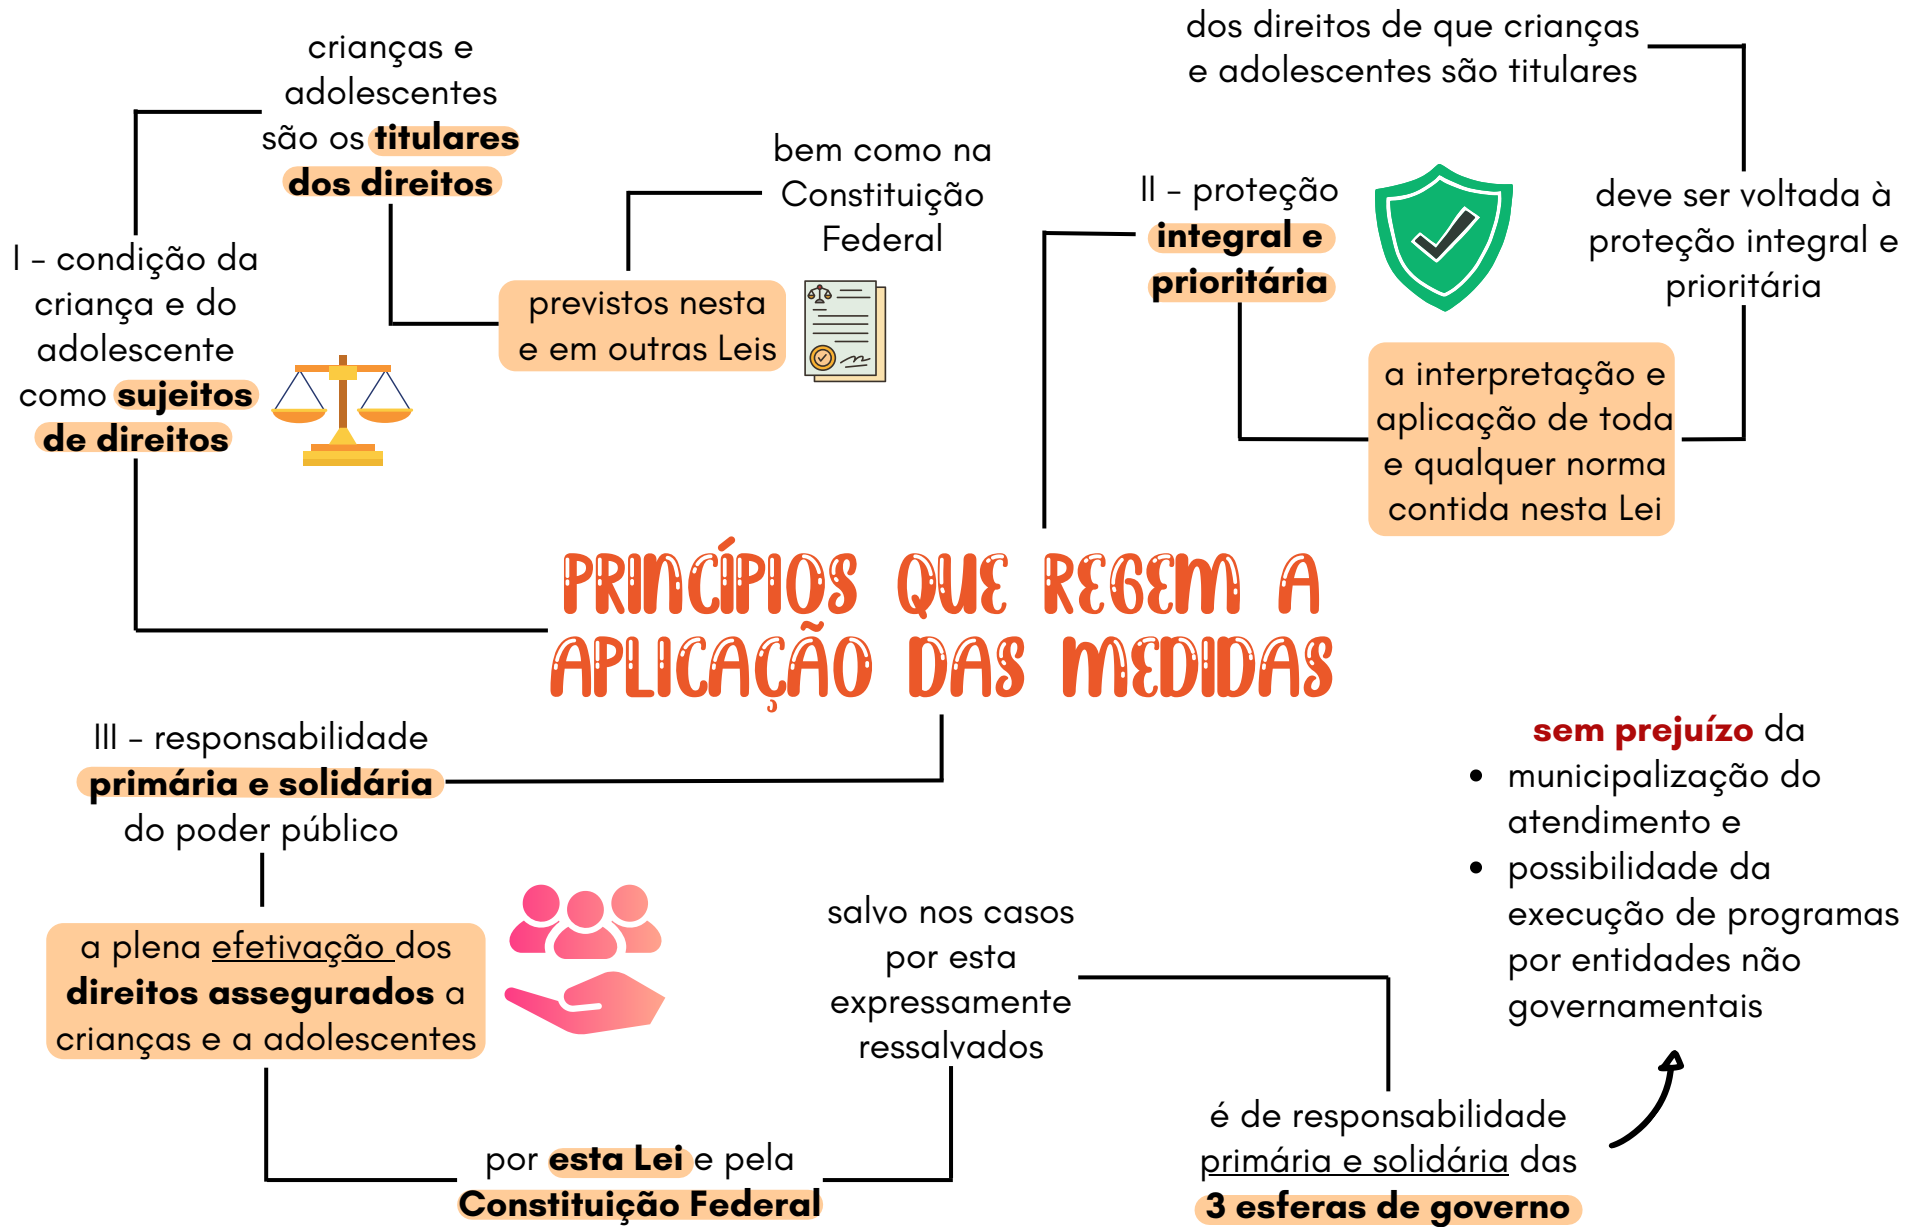 I - condição da
criança e do
adolescente
como sujeitos
de direitos
crianças e
adolescentes
são os titulares
dos direitos
previstos nesta
e em outras Leis
bem como na
Constituição
Federal
II - proteção
integral e
prioritária
a interpretação e
aplicação de toda
e qualquer norma
contida nesta Lei
deve ser voltada à
proteção integral e
prioritária
dos direitos de que crianças
e adolescentes são titulares
PRINCÍPIOS QUE REGEM A
APLICAÇÃO DAS MEDIDAS
III - responsabilidade
primária e solidária
do poder público
a plena efetivação dos
direitos assegurados a
crianças e a adolescentes
por esta Lei e pela
Constituição Federal
salvo nos casos
por esta
expressamente
ressalvados
é de responsabilidade
primária e solidária das
3 esferas de governo
sem prejuízo da
• municipalização do
atendimento e
• possibilidade da
execução de programas
por entidades não
governamentais